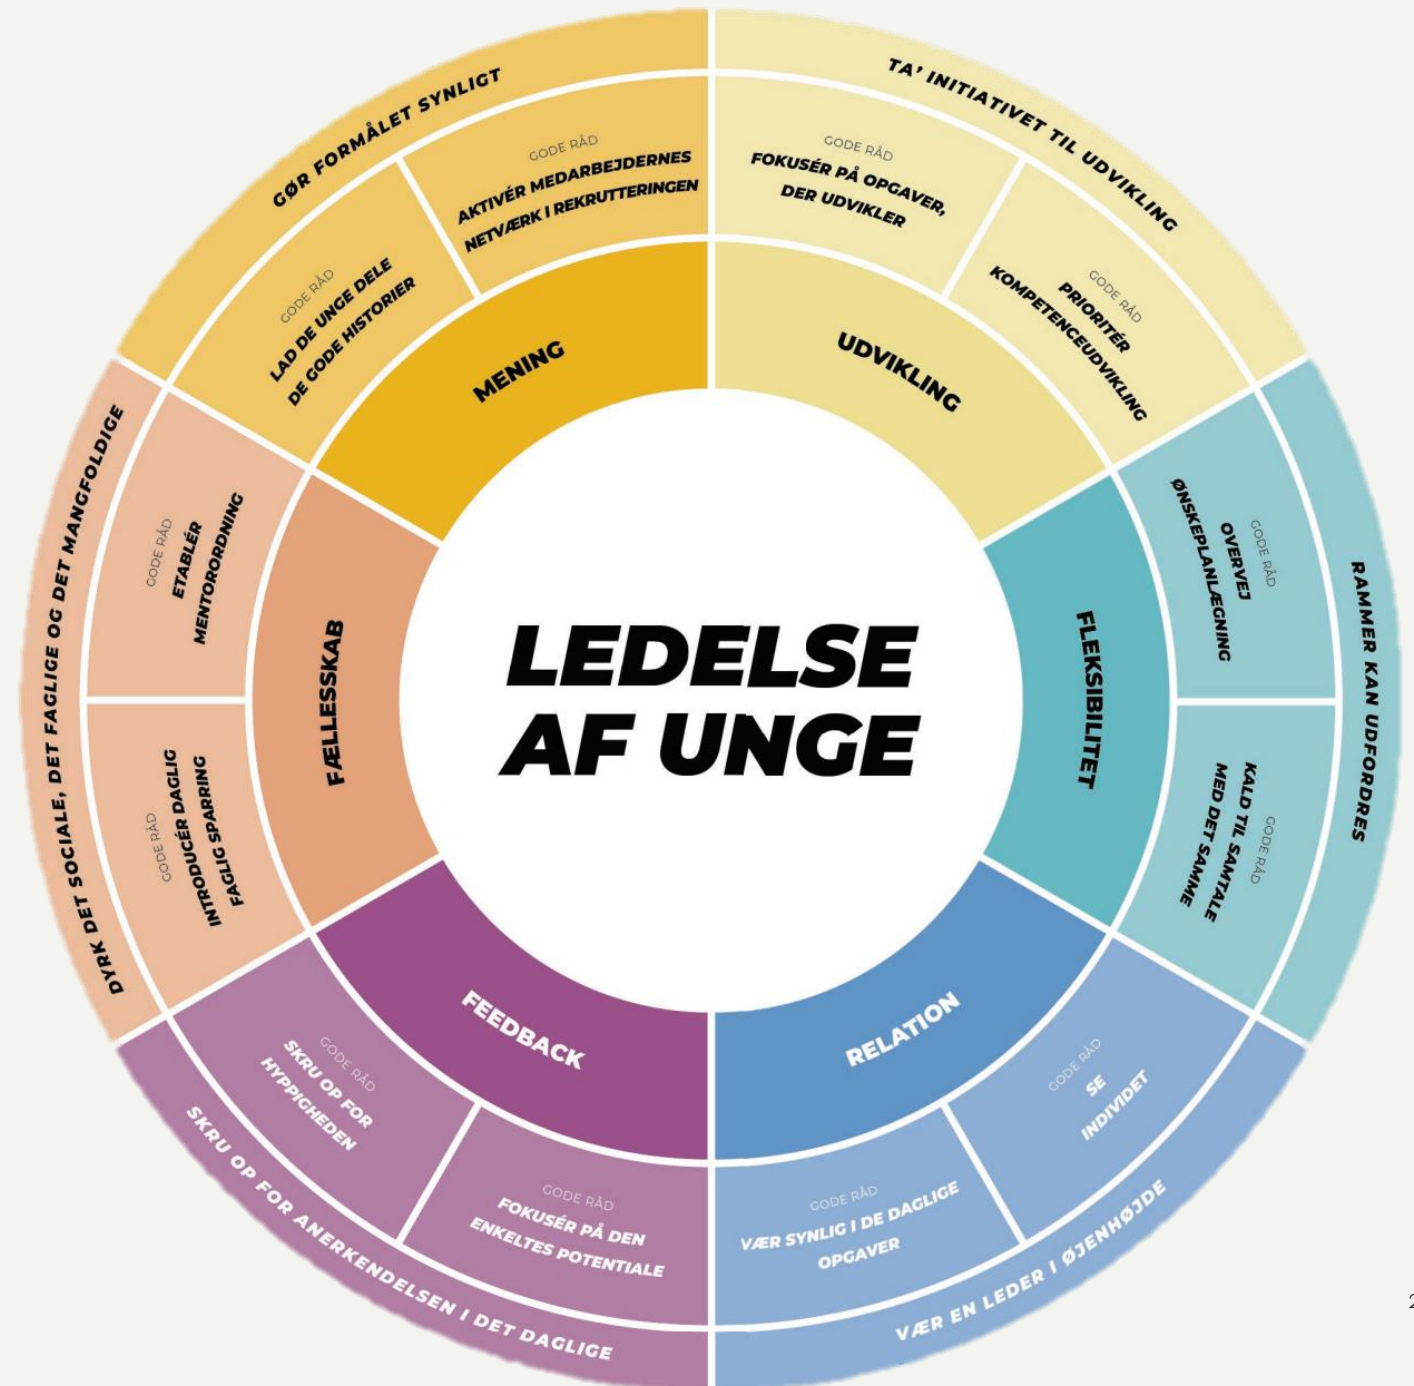 LEDELSE
AF UNGE
TA' INITIATIVET TIL UDVIKLING
GODE RÅD
FOKUSÉR PÅ OPGAVER,
DER UDVIKLER
GODE RÅD
PRIORITÉR
KOMPETENCEUDVIKLING
UDVIKLING
RAMMER KAN UDFORDRES
GODE RÅD
OVERVEJ
ØNSKEPLANLÆGNING
GODE RÅD
KALD TIL SAMTALE
MED DET SAMME
FLEKSIBILITET
VÆR EN LEDER I ØJENHØJDE
GODE RÅD
SE
INDIVIDET
GODE RÅD
VÆR SYNLIG I DE DAGLIGE
OPGAVER
RELATION
SKRU OP FOR ANERKENDELSEN I DET DAGLIGE
GODE RÅD
FOKUSÉR PÅ DEN
ENKELTES POTENTIALE
GODE RÅD
SKRU OP FOR
HYPPIGHEDEN
FEEDBACK
DYRK DET SOCIALE, DET FAGLIGE OG DET MANGFOLDIGE
GODE RÅD
INTRODUCÉR DAGLIG
FAGLIG SPARRING
GODE RÅD
ETABLÉR
MENTORORDNING
FÆLLESSKAB
GØR FORMÅLET SYNLIGT
GODE RÅD
LAD DE UNGE DELE
DE GODE HISTORIER
GODE RÅD
AKTIVÉR MEDARBEJDERNES
NETVÆRK I REKRUTTERINGEN
MENING
2